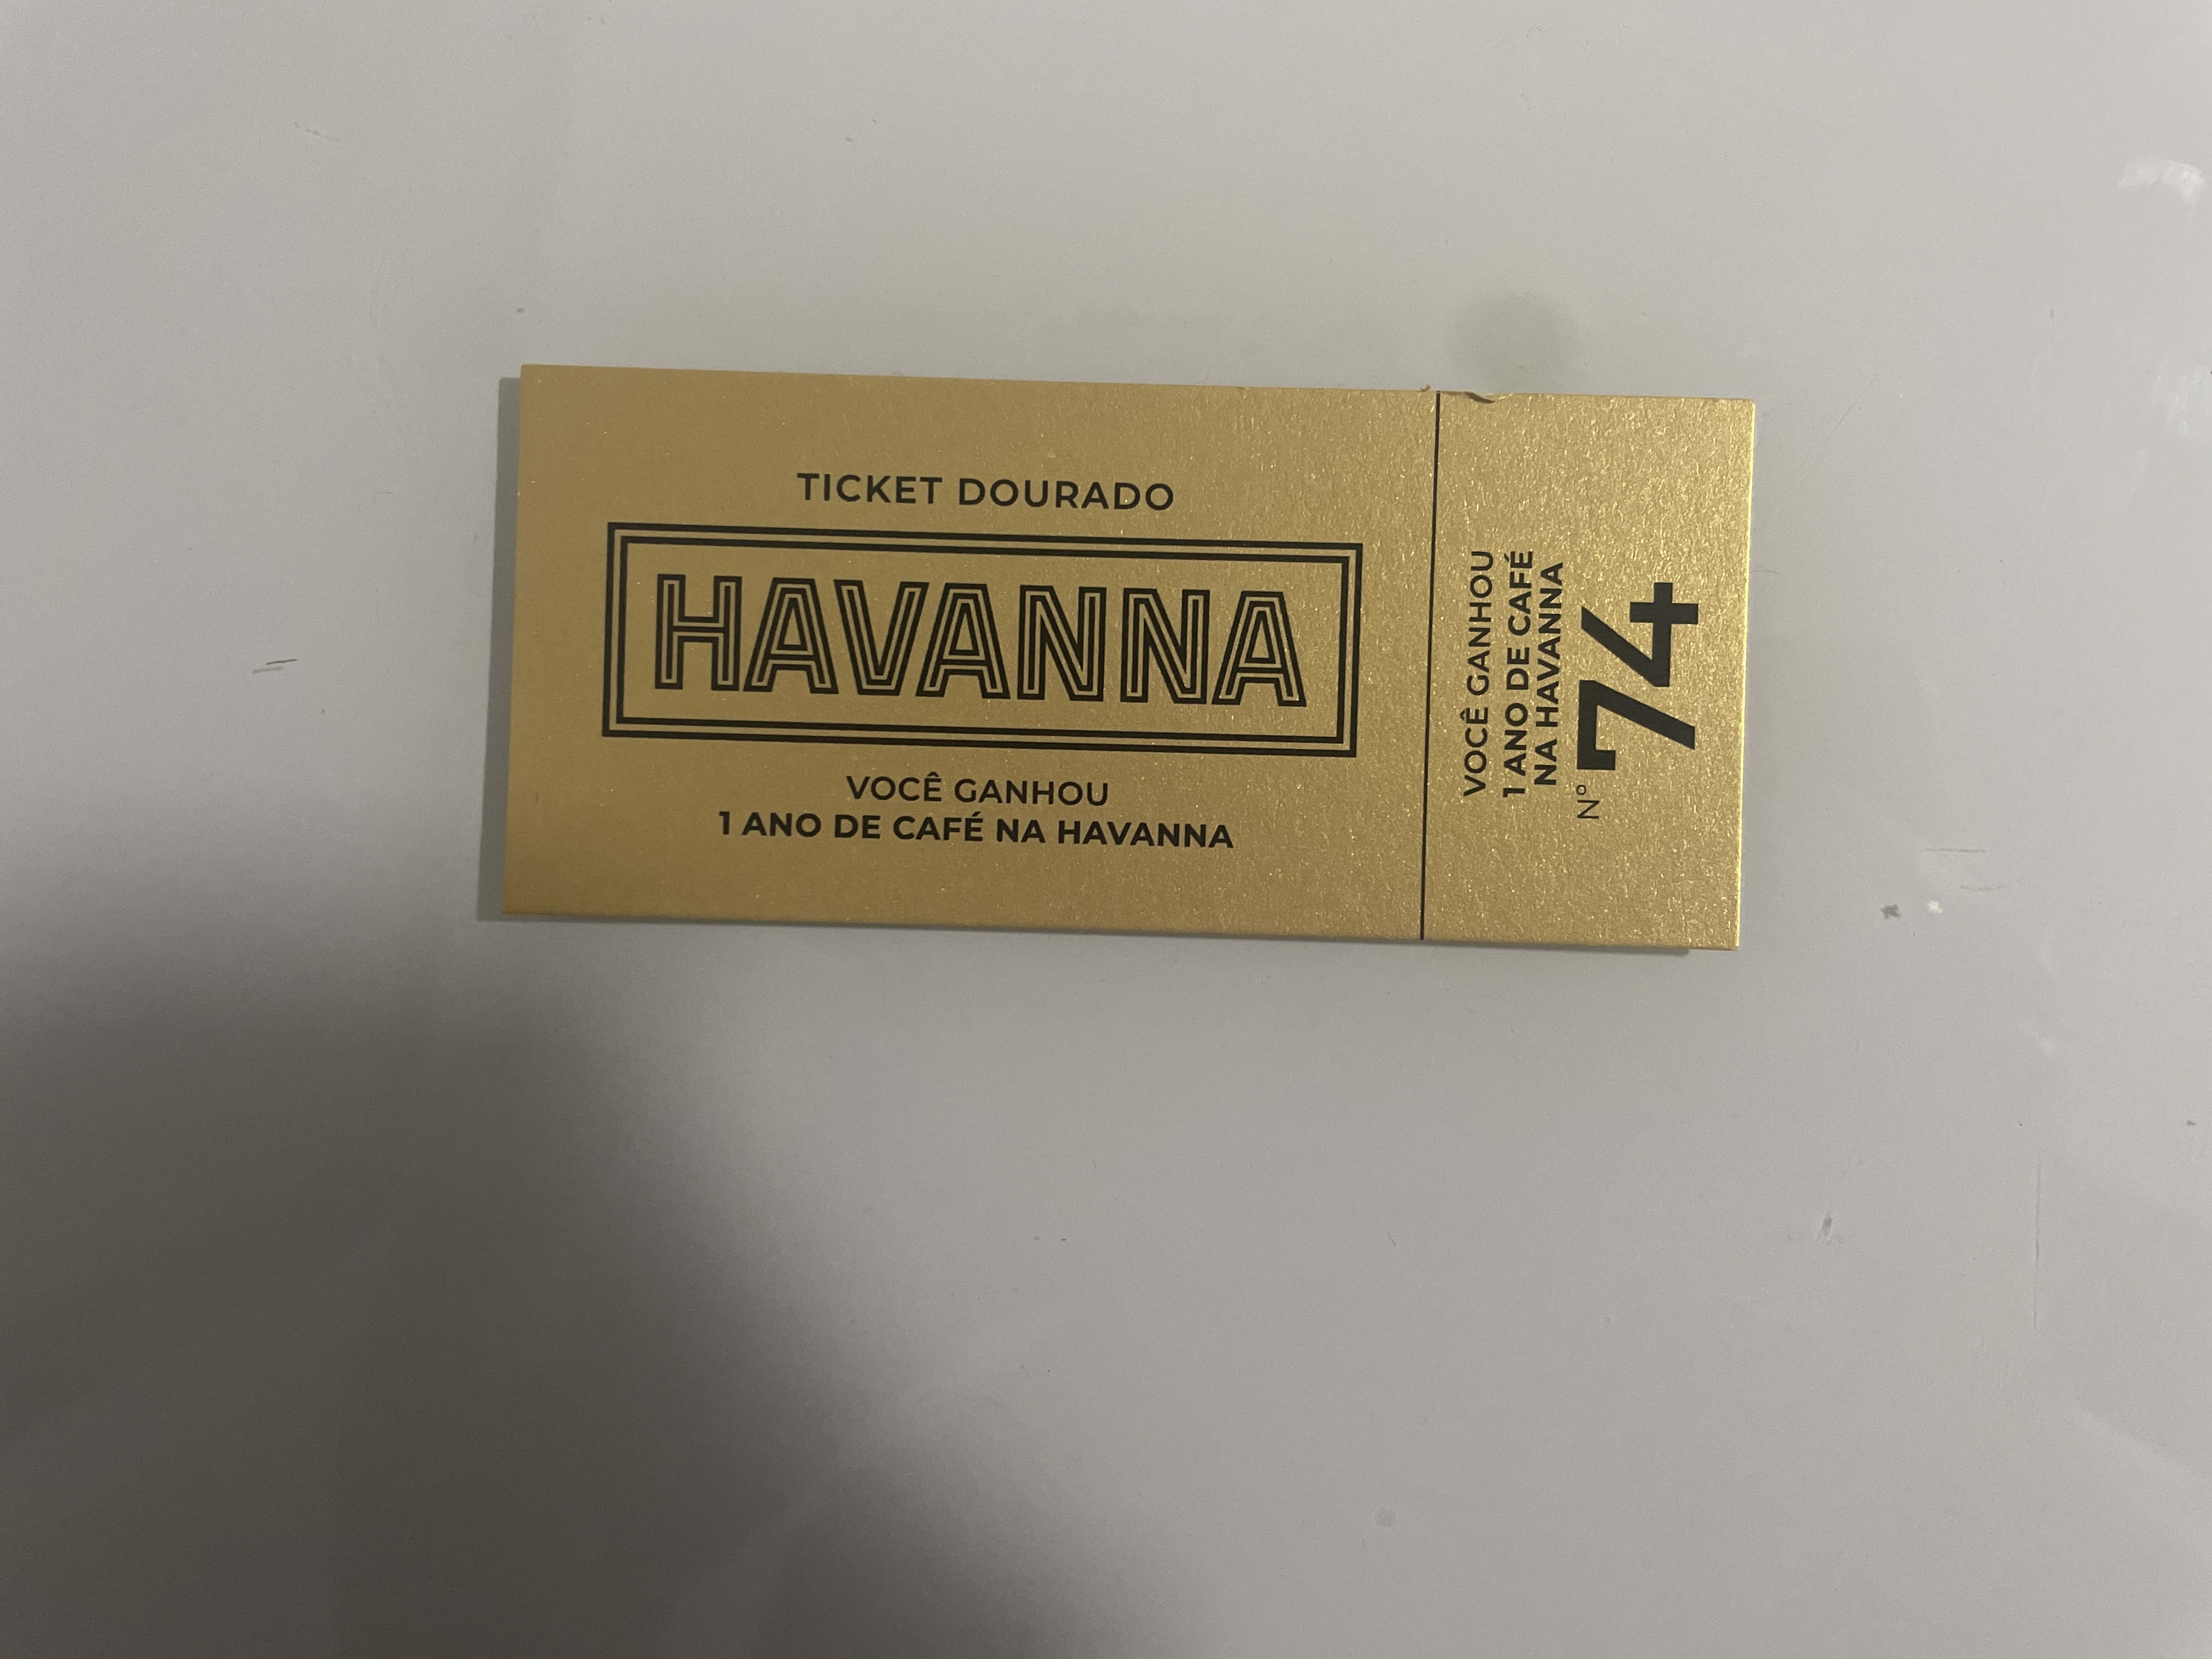 TICKET DOURADO
HAVANNA
VOCÊ GANHOU
1 ANO DE CAFÉ NA HAVANNA
VOCÊ GANHOU
1 ANO DE CAFÉ
NA HAVANNA
Nº 74